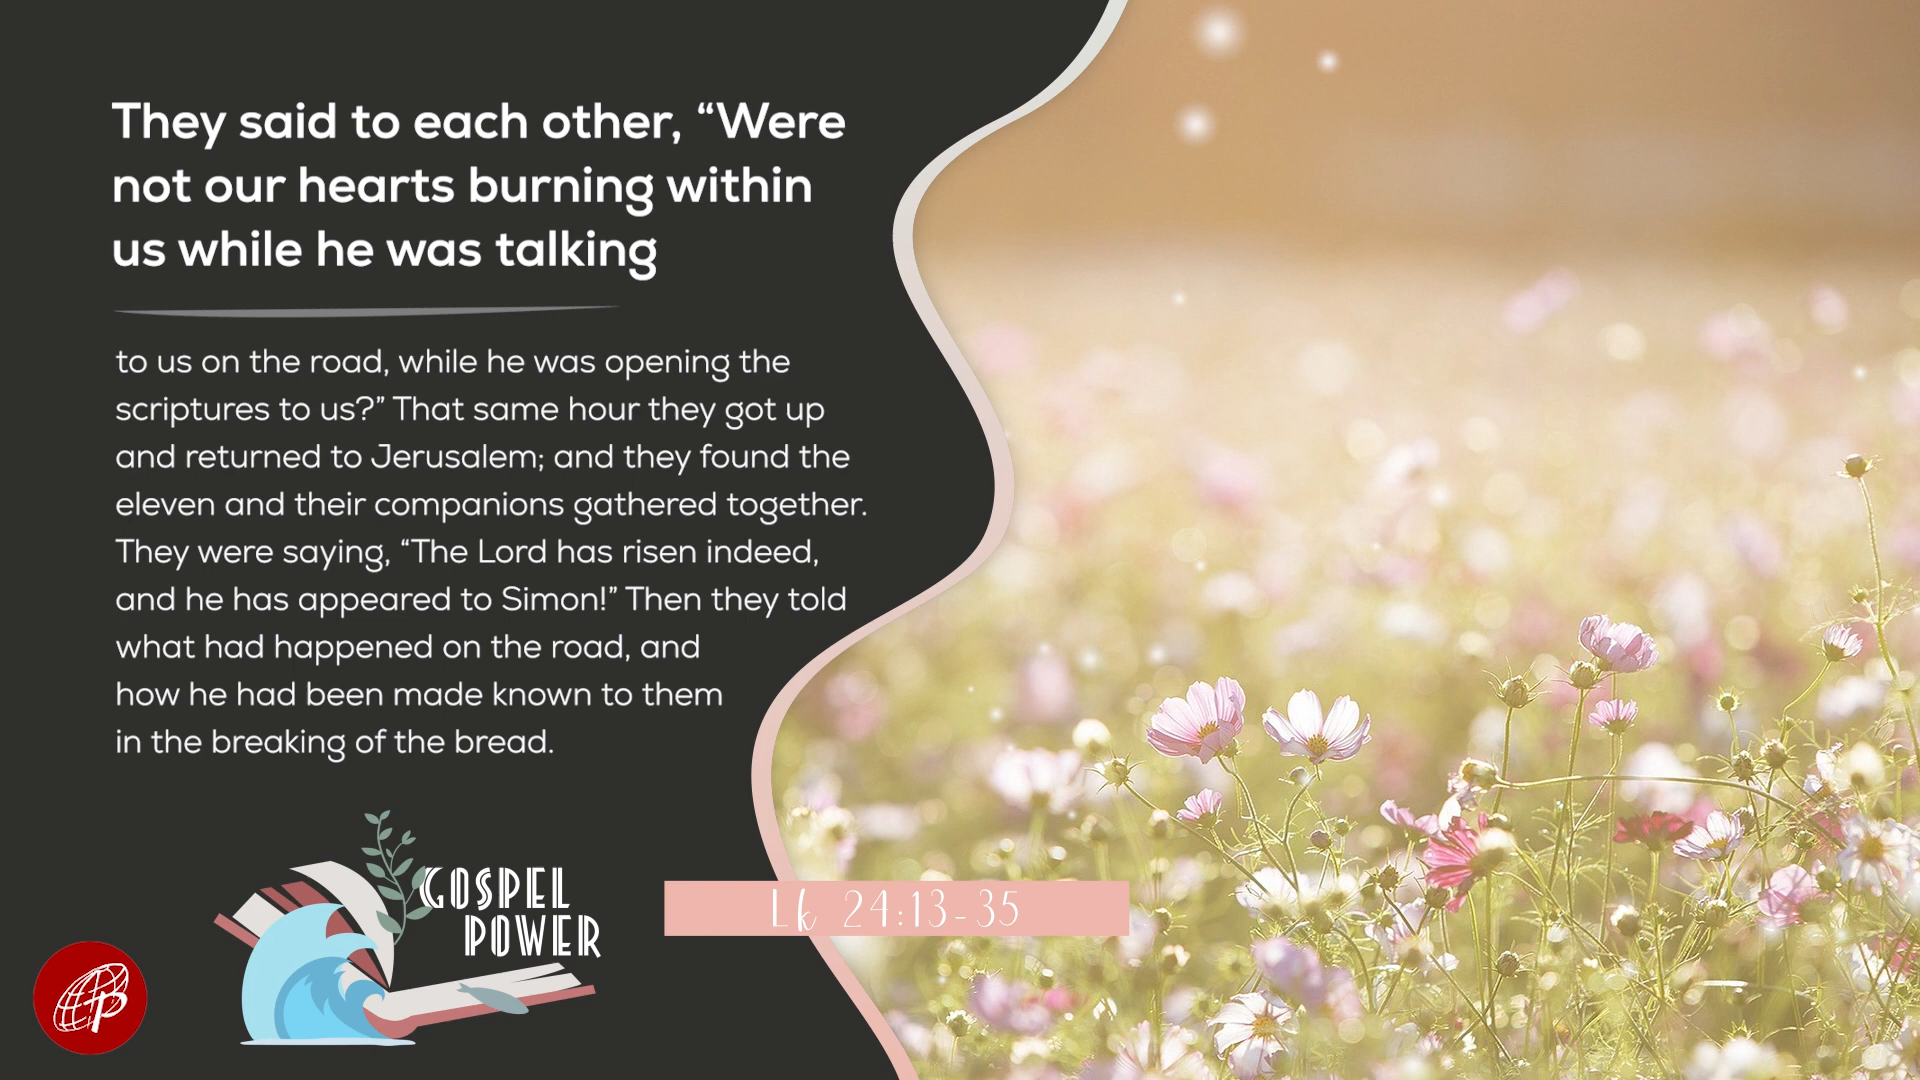 They said to each other, “Were
not our hearts burning within
us while he was talking
to us on the road, while he was opening the
scriptures to us?” That same hour they got up
and returned to Jerusalem; and they found the
eleven and their companions gathered together.
They were saying, “The Lord has risen indeed,
and he has appeared to Simon!” Then they told
what had happened on the road, and
how he had been made known to them
in the breaking of the bread.
GOSPEL
POWER
Lk 24:13-35